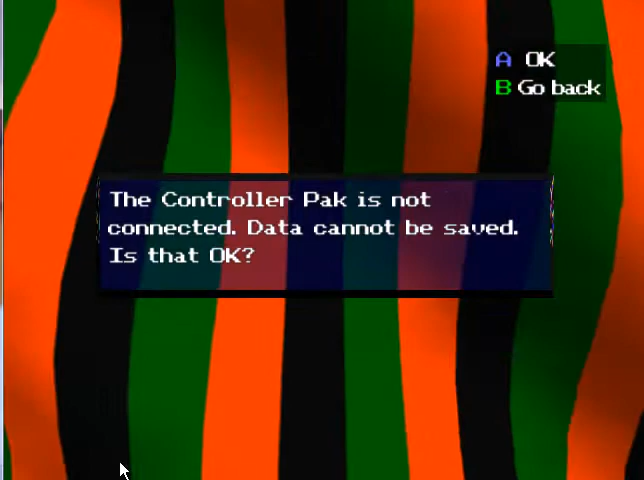 A OK
B Go back
The Controller Pak is not
connected. Data cannot be saved.
Is that OK?